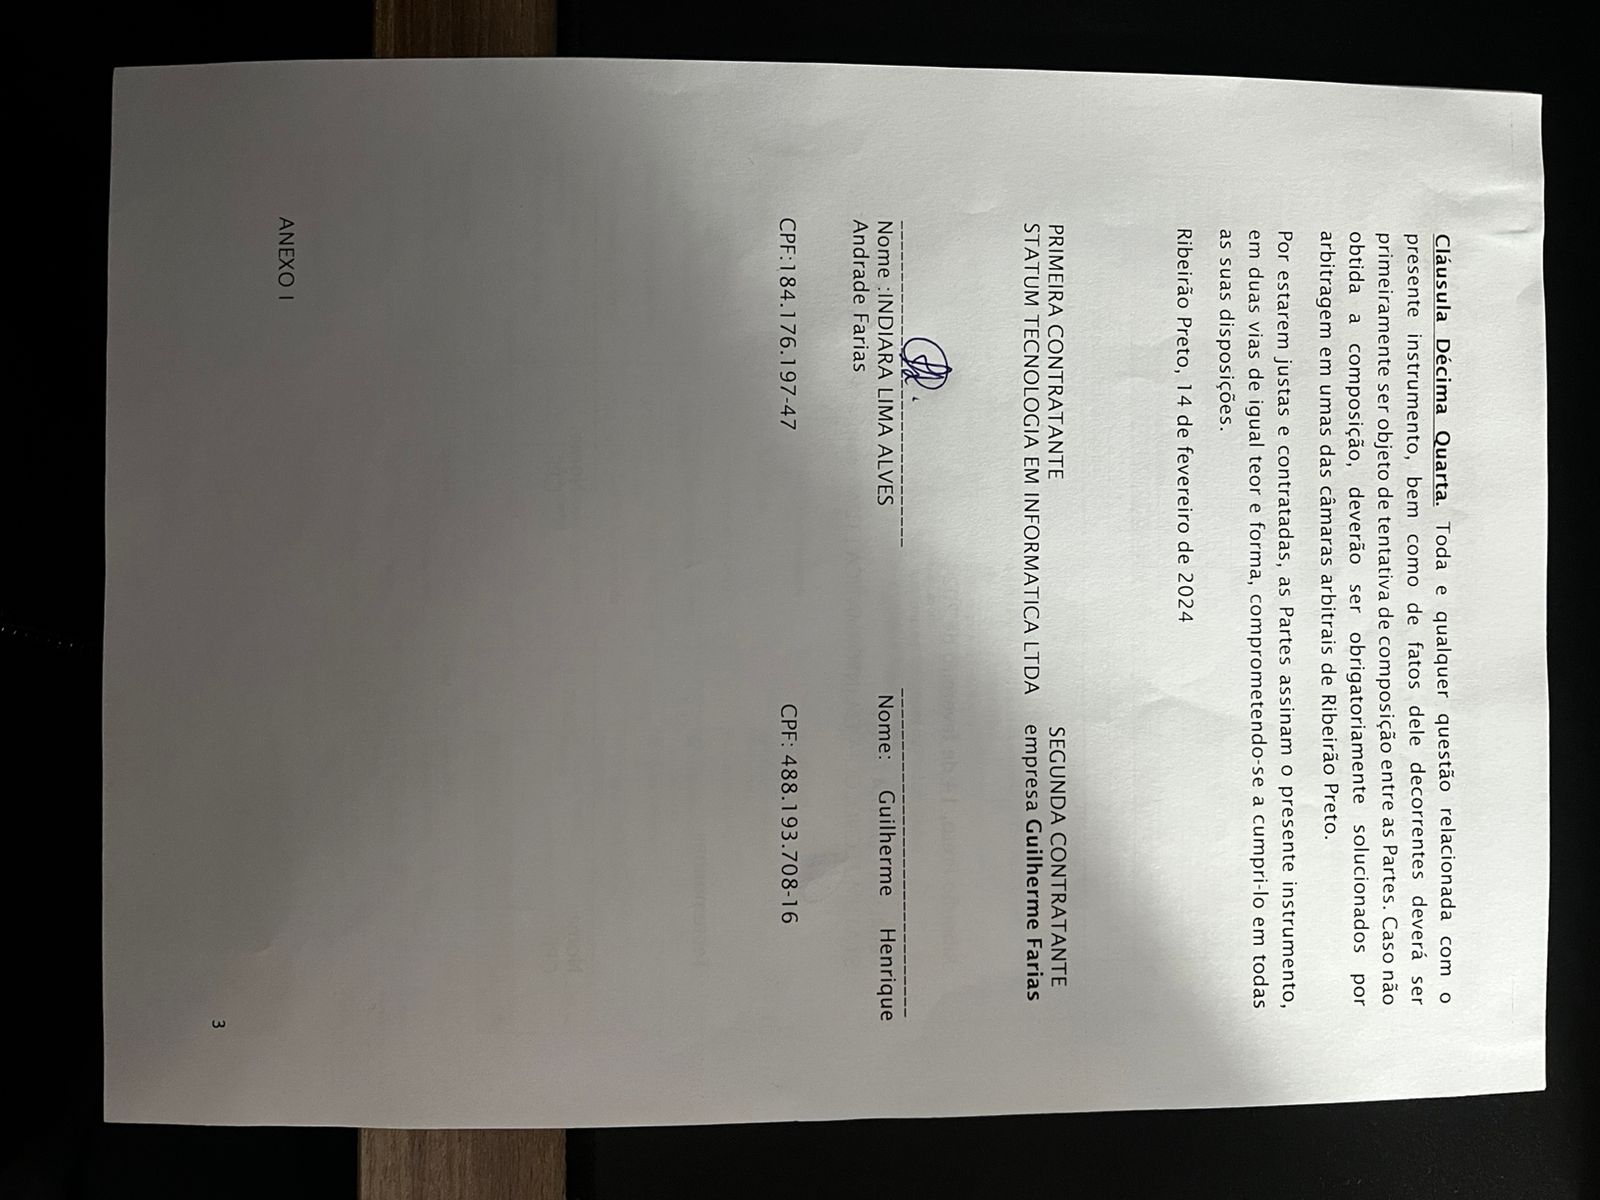 Cláusula Décima Quarta. Toda e qualquer questão relacionada com o
presente instrumento, bem como de fatos dele decorrentes deverá ser
primeiramente ser objeto de tentativa de composição entre as Partes. Caso não
obtida a composição, deverão ser obrigatoriamente solucionados por
arbitragem em umas das câmaras arbitrais de Ribeirão Preto.
Por estarem justas e contratadas, as Partes assinam o presente instrumento,
em duas vias de igual teor e forma, comprometendo-se a cumpri-lo em todas
as suas disposições.
Ribeirão Preto, 14 de fevereiro de 2024
PRIMEIRA CONTRATANTE SEGUNDA CONTRATANTE
STATUM TECNOLOGIA EM INFORMATICA LTDA empresa Guilherme Farias
Nome :INDIARA LIMA ALVES Nome: Guilherme Henrique
Andrade Farias
CPF:184.176.197-47 CPF: 488.193.708-16
ANEXO I
3